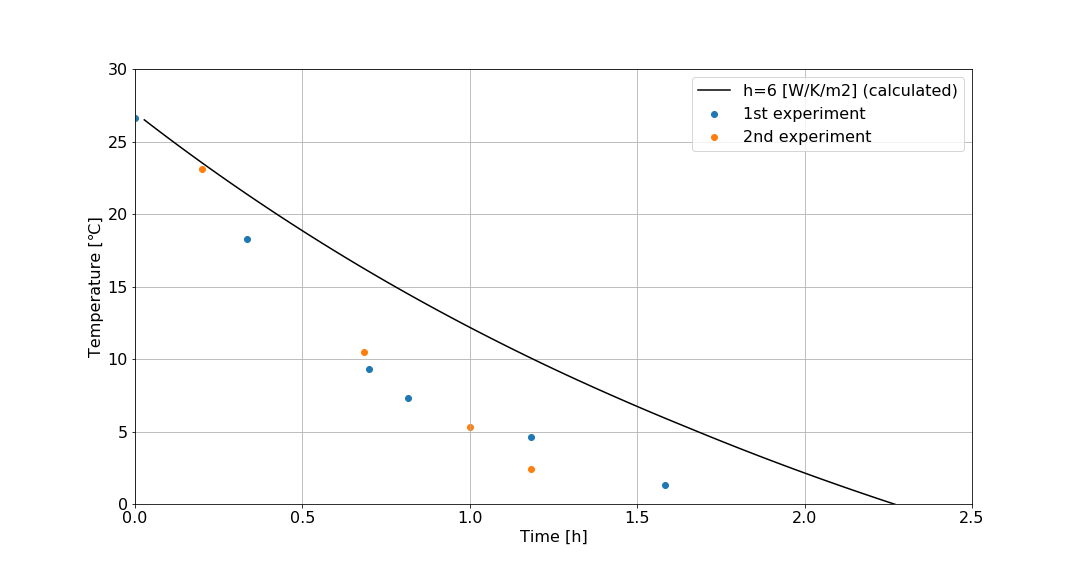 30
25
20
15
10
5
0
Temperature [℃]
0.0 0.5 1.0 1.5 2.0 2.5
Time [h]
h=6 [W/K/m2] (calculated)
1st experiment
2nd experiment